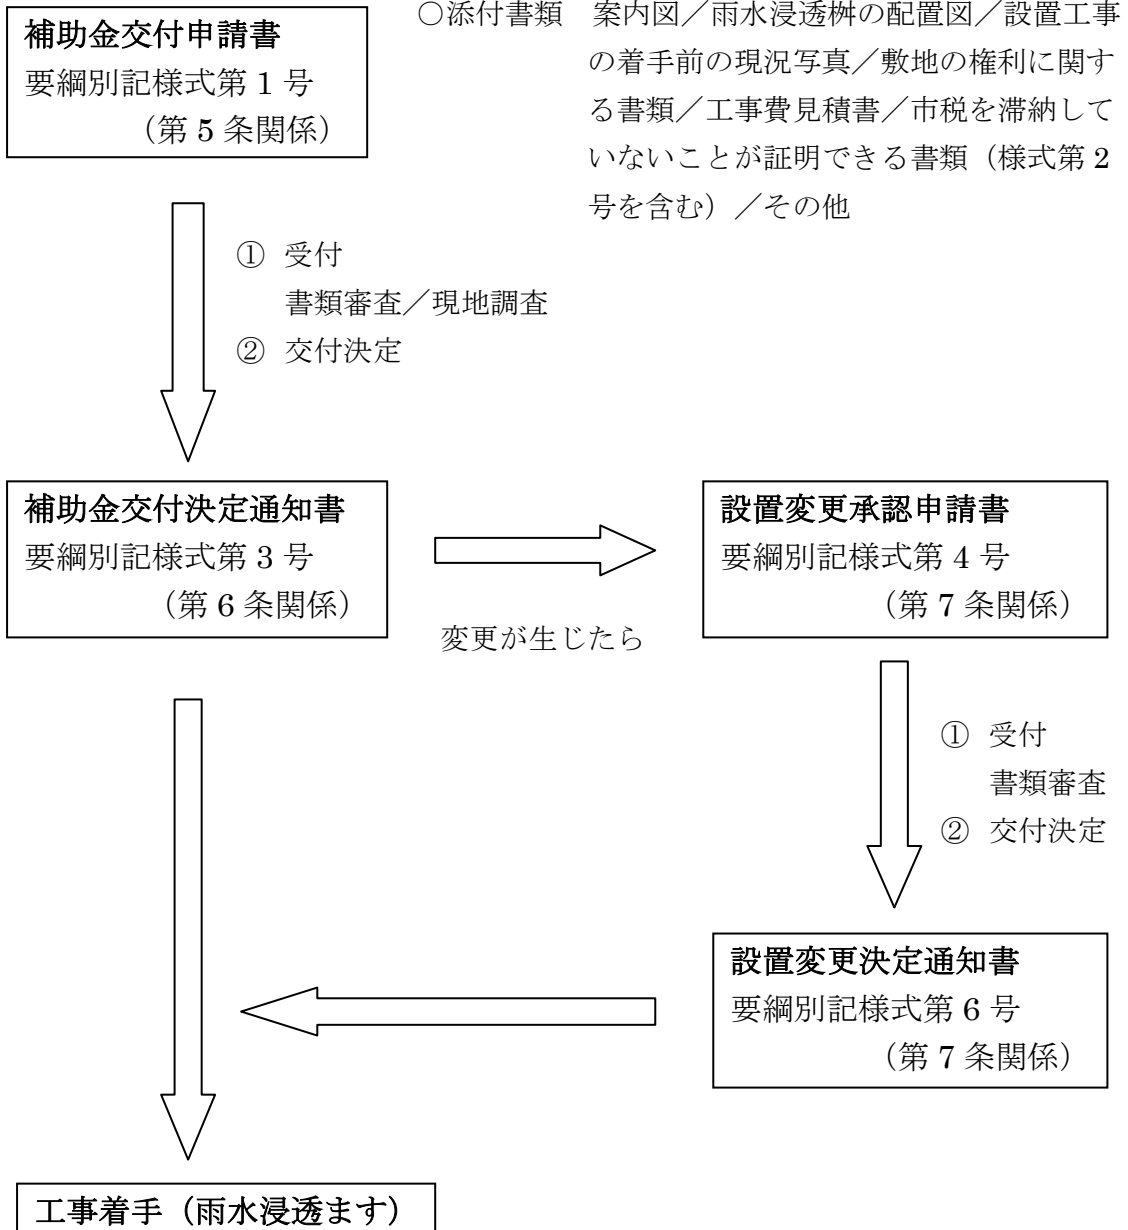 補助金交付申請書
要綱別記様式第 1 号
（第 5 条関係）
○添付書類　案内図／雨水浸透桝の配置図／設置工事
の着手前の現況写真／敷地の権利に関す
る書類／工事費見積書／市税を滞納して
いないことが証明できる書類（様式第 2
号を含む）／その他
① 受付
書類審査／現地調査
② 交付決定
補助金交付決定通知書
要綱別記様式第 3 号
（第 6 条関係）
変更が生じたら
設置変更承認申請書
要綱別記様式第 4 号
（第 7 条関係）
① 受付
書類審査
② 交付決定
設置変更決定通知書
要綱別記様式第 6 号
（第 7 条関係）
工事着手（雨水浸透ます）